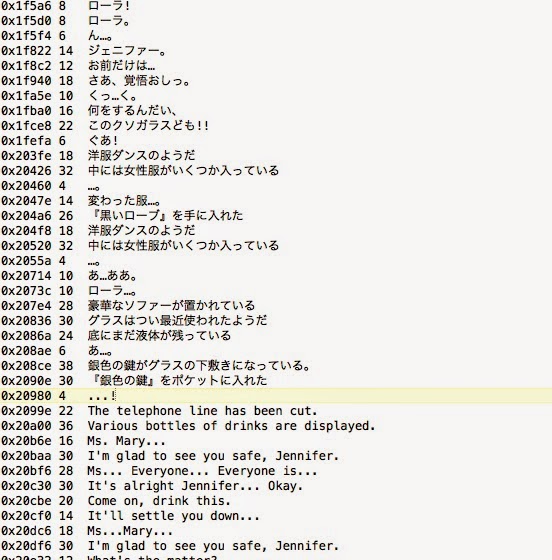 0x1f5a6 8 ローラ!
0x1f5d0 8 ローラ。
0x1f5f4 6 ん…。
0x1f822 14 ジェニファー。
0x1f8c2 12 お前だけは…
0x1f940 18 さあ、覚悟おしっ。
0x1fa5e 10 くっ…く。
0x1fba0 16 何をするんだい、
0x1fce8 22 このクソガラスども!!
0x1fefa 6 ぐあ!
0x203fe 18 洋服ダンスのようだ
0x20426 32 中には女性服がいくつか入っている
0x20460 4 …。
0x2047e 14 変わった服…。
0x204a6 26 『黒いローブ』を手に入れた
0x204f8 18 洋服ダンスのようだ
0x20520 32 中には女性服がいくつか入っている
0x2055a 4 …。
0x20714 10 あ…ああ。
0x2073c 10 ローラ…。
0x207e4 28 豪華なソファーが置かれている
0x20836 30 グラスはつい最近使われたようだ
0x2086a 24 底にまだ液体が残っている
0x208ae 6 あ…。
0x208ce 38 銀色の鍵がグラスの下敷きになっている。
0x2090e 30 『銀色の鍵』をポケットに入れた
0x20980 4 ...!
0x2099e 22 The telephone line has been cut.
0x20a00 36 Various bottles of drinks are displayed.
0x20b6e 16 Ms. Mary...
0x20baa 30 I'm glad to see you safe, Jennifer.
0x20bf6 28 Ms... Everyone... Everyone is...
0x20c30 30 It's alright Jennifer... Okay.
0x20cbe 20 Come on, drink this.
0x20cf0 14 It'll settle you down...
0x20dc6 18 Ms...Mary...
0x20df6 30 I'm glad to see you safe, Jennifer.
0x20e22 12 What's the matter?